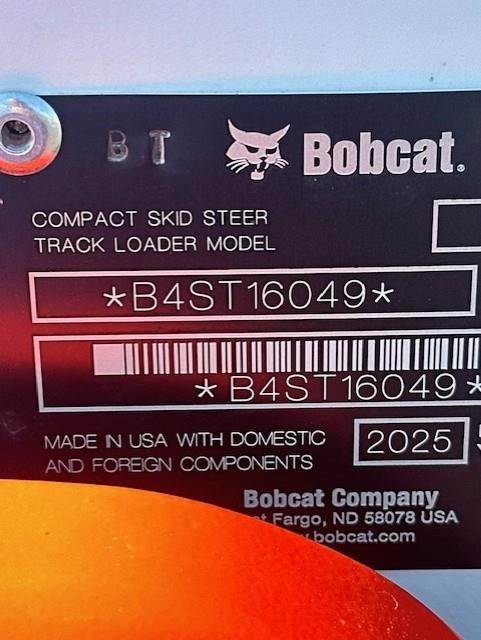 BT
Bobcat.
COMPACT SKID STEER
TRACK LOADER MODEL
*B4ST16049*
*B4ST16049*
MADE IN USA WITH DOMESTIC
AND FOREIGN COMPONENTS
2025
Bobcat Company
Fargo, ND 58078 USA
bobcat.com